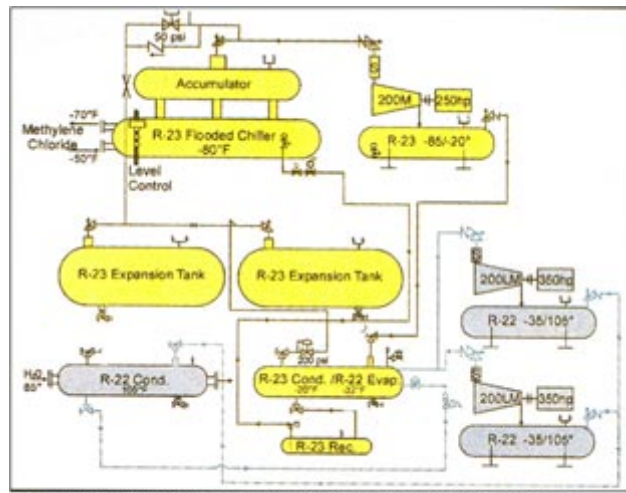 50 psi
Accumulator
200M
250hp
-70°F
Methylene
Chloride
-50°F
R-23 Flooded Chiller
-80°F
R-23 -85/-20°
Level
Control
R-23 Expansion Tank
R-23 Expansion Tank
200LM
350hp
R-22 -35/105°
200 psi
H₂O
85°
R-22 Cond.
105°F
R-23 Cond./R-22 Evap
-20°F
-32°F
200LM
350hp
R-22 -35/105°
R-23 Rec.